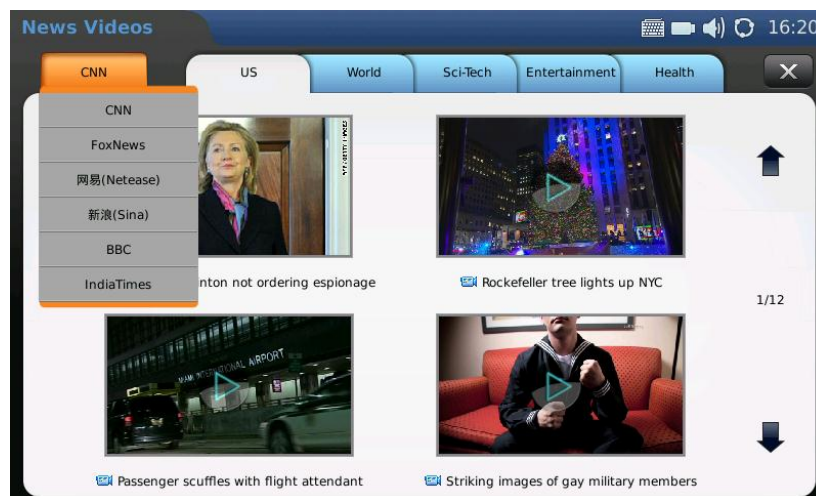 News Videos
16:20
CNN
US
World
Sci-Tech
Entertainment
Health
CNN
FoxNews
网易(Netease)
新浪(Sina)
BBC
IndiaTimes
inton not ordering espionage
Rockefeller tree lights up NYC
1/12
MIAMI INTERNATIONAL AIRPORT
Passenger scuffles with flight attendant
Striking images of gay military members